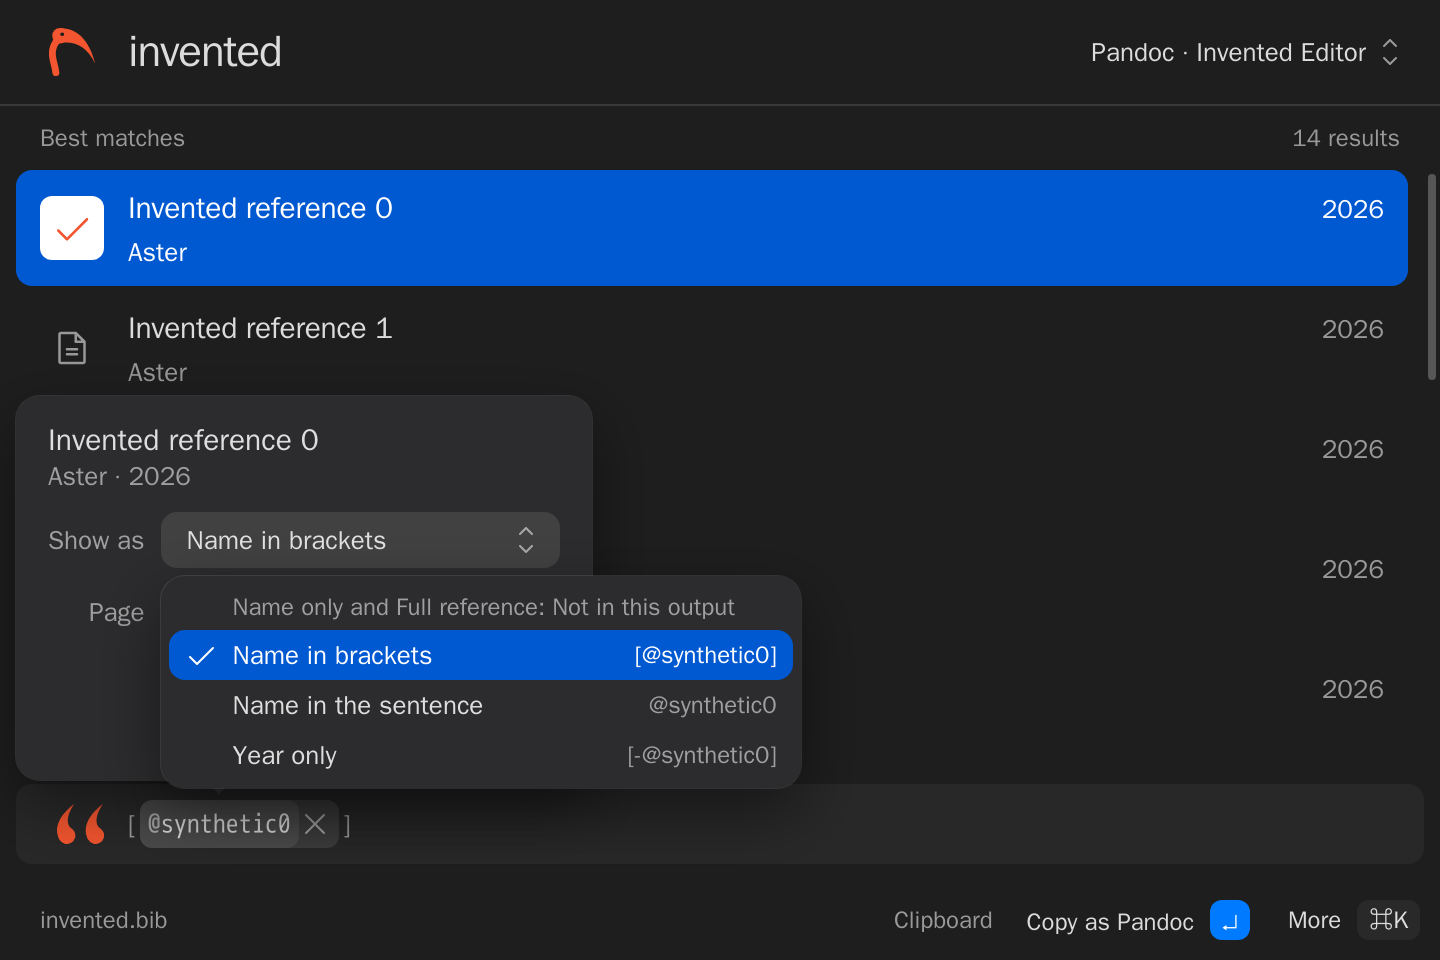 invented
Pandoc · Invented Editor
Best matches
14 results
Invented reference 0
2026
Aster
Invented reference 1
2026
Aster
2026
2026
2026
Invented reference 0
Aster · 2026
Show as
Name in brackets
Page
Name only and Full reference: Not in this output
Name in brackets
[@synthetic0]
Name in the sentence
@synthetic0
Year only
[-@synthetic0]
[ @synthetic0 ]
invented.bib
Clipboard
Copy as Pandoc
More
⌘K